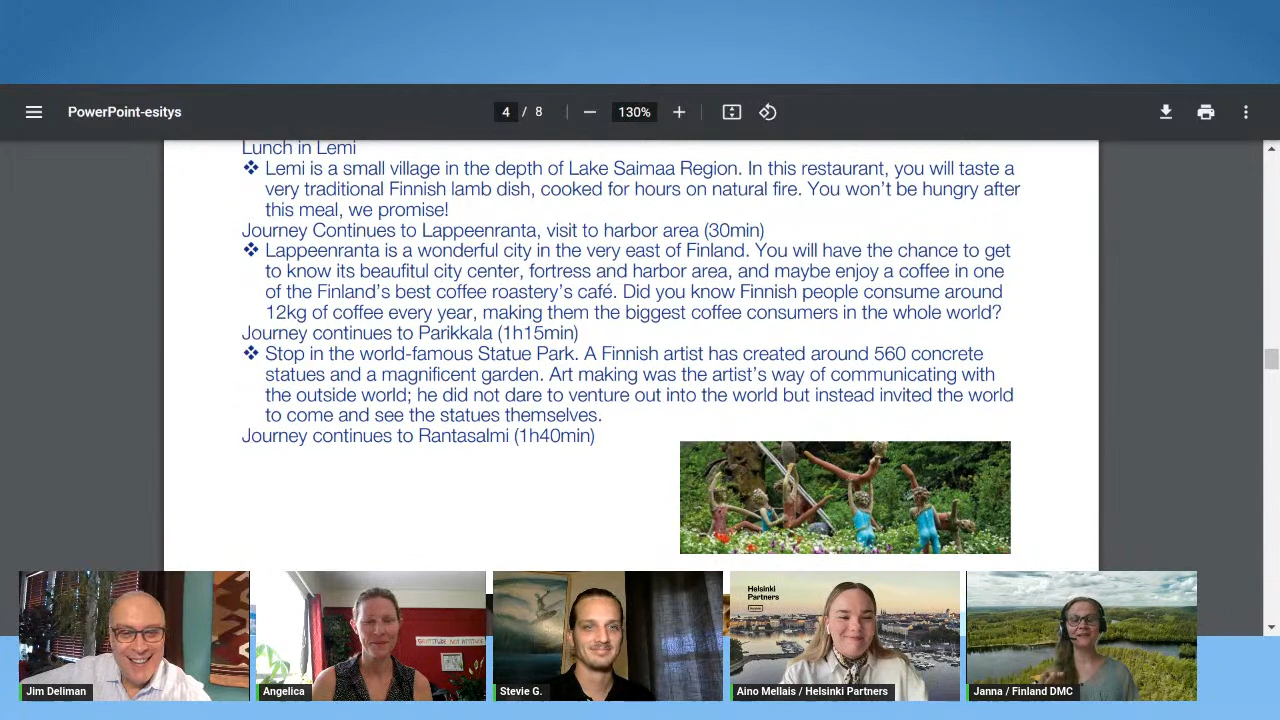 PowerPoint-esitys
4 / 8
130%
Lunch in Lemi
❖ Lemi is a small village in the depth of Lake Saimaa Region. In this restaurant, you will taste a
very traditional Finnish lamb dish, cooked for hours on natural fire. You won't be hungry after
this meal, we promise!
Journey Continues to Lappeenranta, visit to harbor area (30min)
❖ Lappeenranta is a wonderful city in the very east of Finland. You will have the chance to get
to know its beaufitul city center, fortress and harbor area, and maybe enjoy a coffee in one
of the Finland's best coffee roastery's café. Did you know Finnish people consume around
12kg of coffee every year, making them the biggest coffee consumers in the whole world?
Journey continues to Parikkala (1h15min)
❖ Stop in the world-famous Statue Park. A Finnish artist has created around 560 concrete
statues and a magnificent garden. Art making was the artist's way of communicating with
the outside world; he did not dare to venture out into the world but instead invited the world
to come and see the statues themselves.
Journey continues to Rantasalmi (1h40min)
Helsinki
Partners
Jim Deliman
Angelica
Stevie G.
Aino Mellais / Helsinki Partners
Janna / Finland DMC